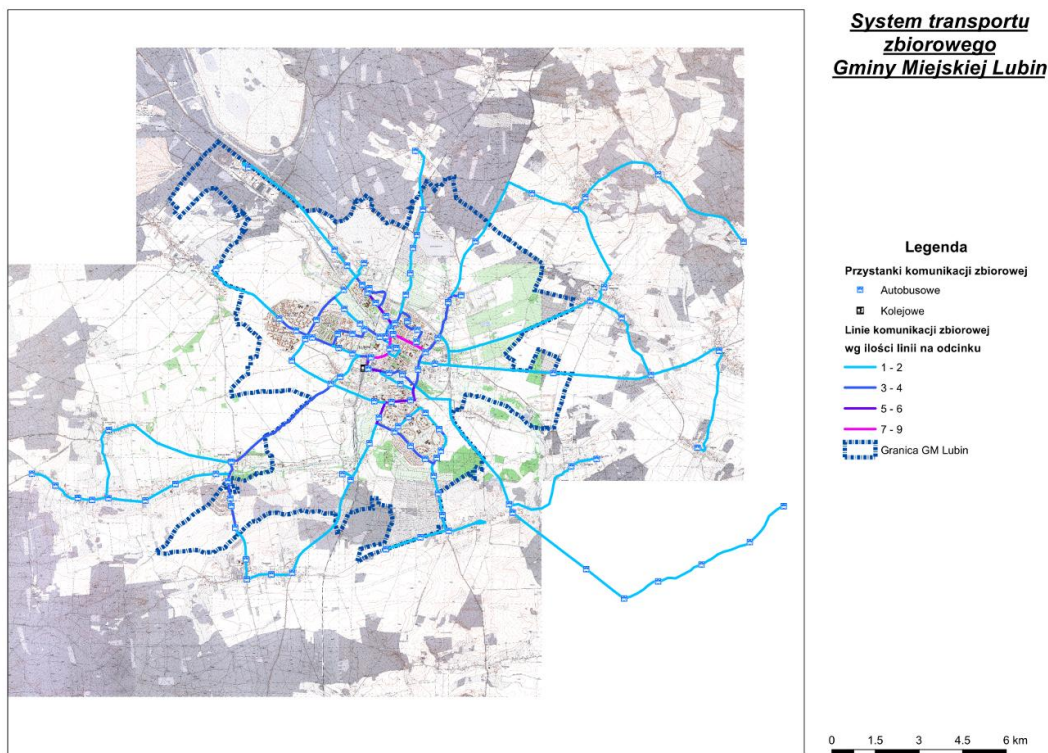 System transportu
zbiorowego
Gminy Miejskiej Lubin
Legenda
Przystanki komunikacji zbiorowej
Autobusowe
Kolejowe
Linie komunikacji zbiorowej
wg ilości linii na odcinku
1 - 2
3 - 4
5 - 6
7 - 9
Granica GM Lubin
0 1.5 3 4.5 6 km